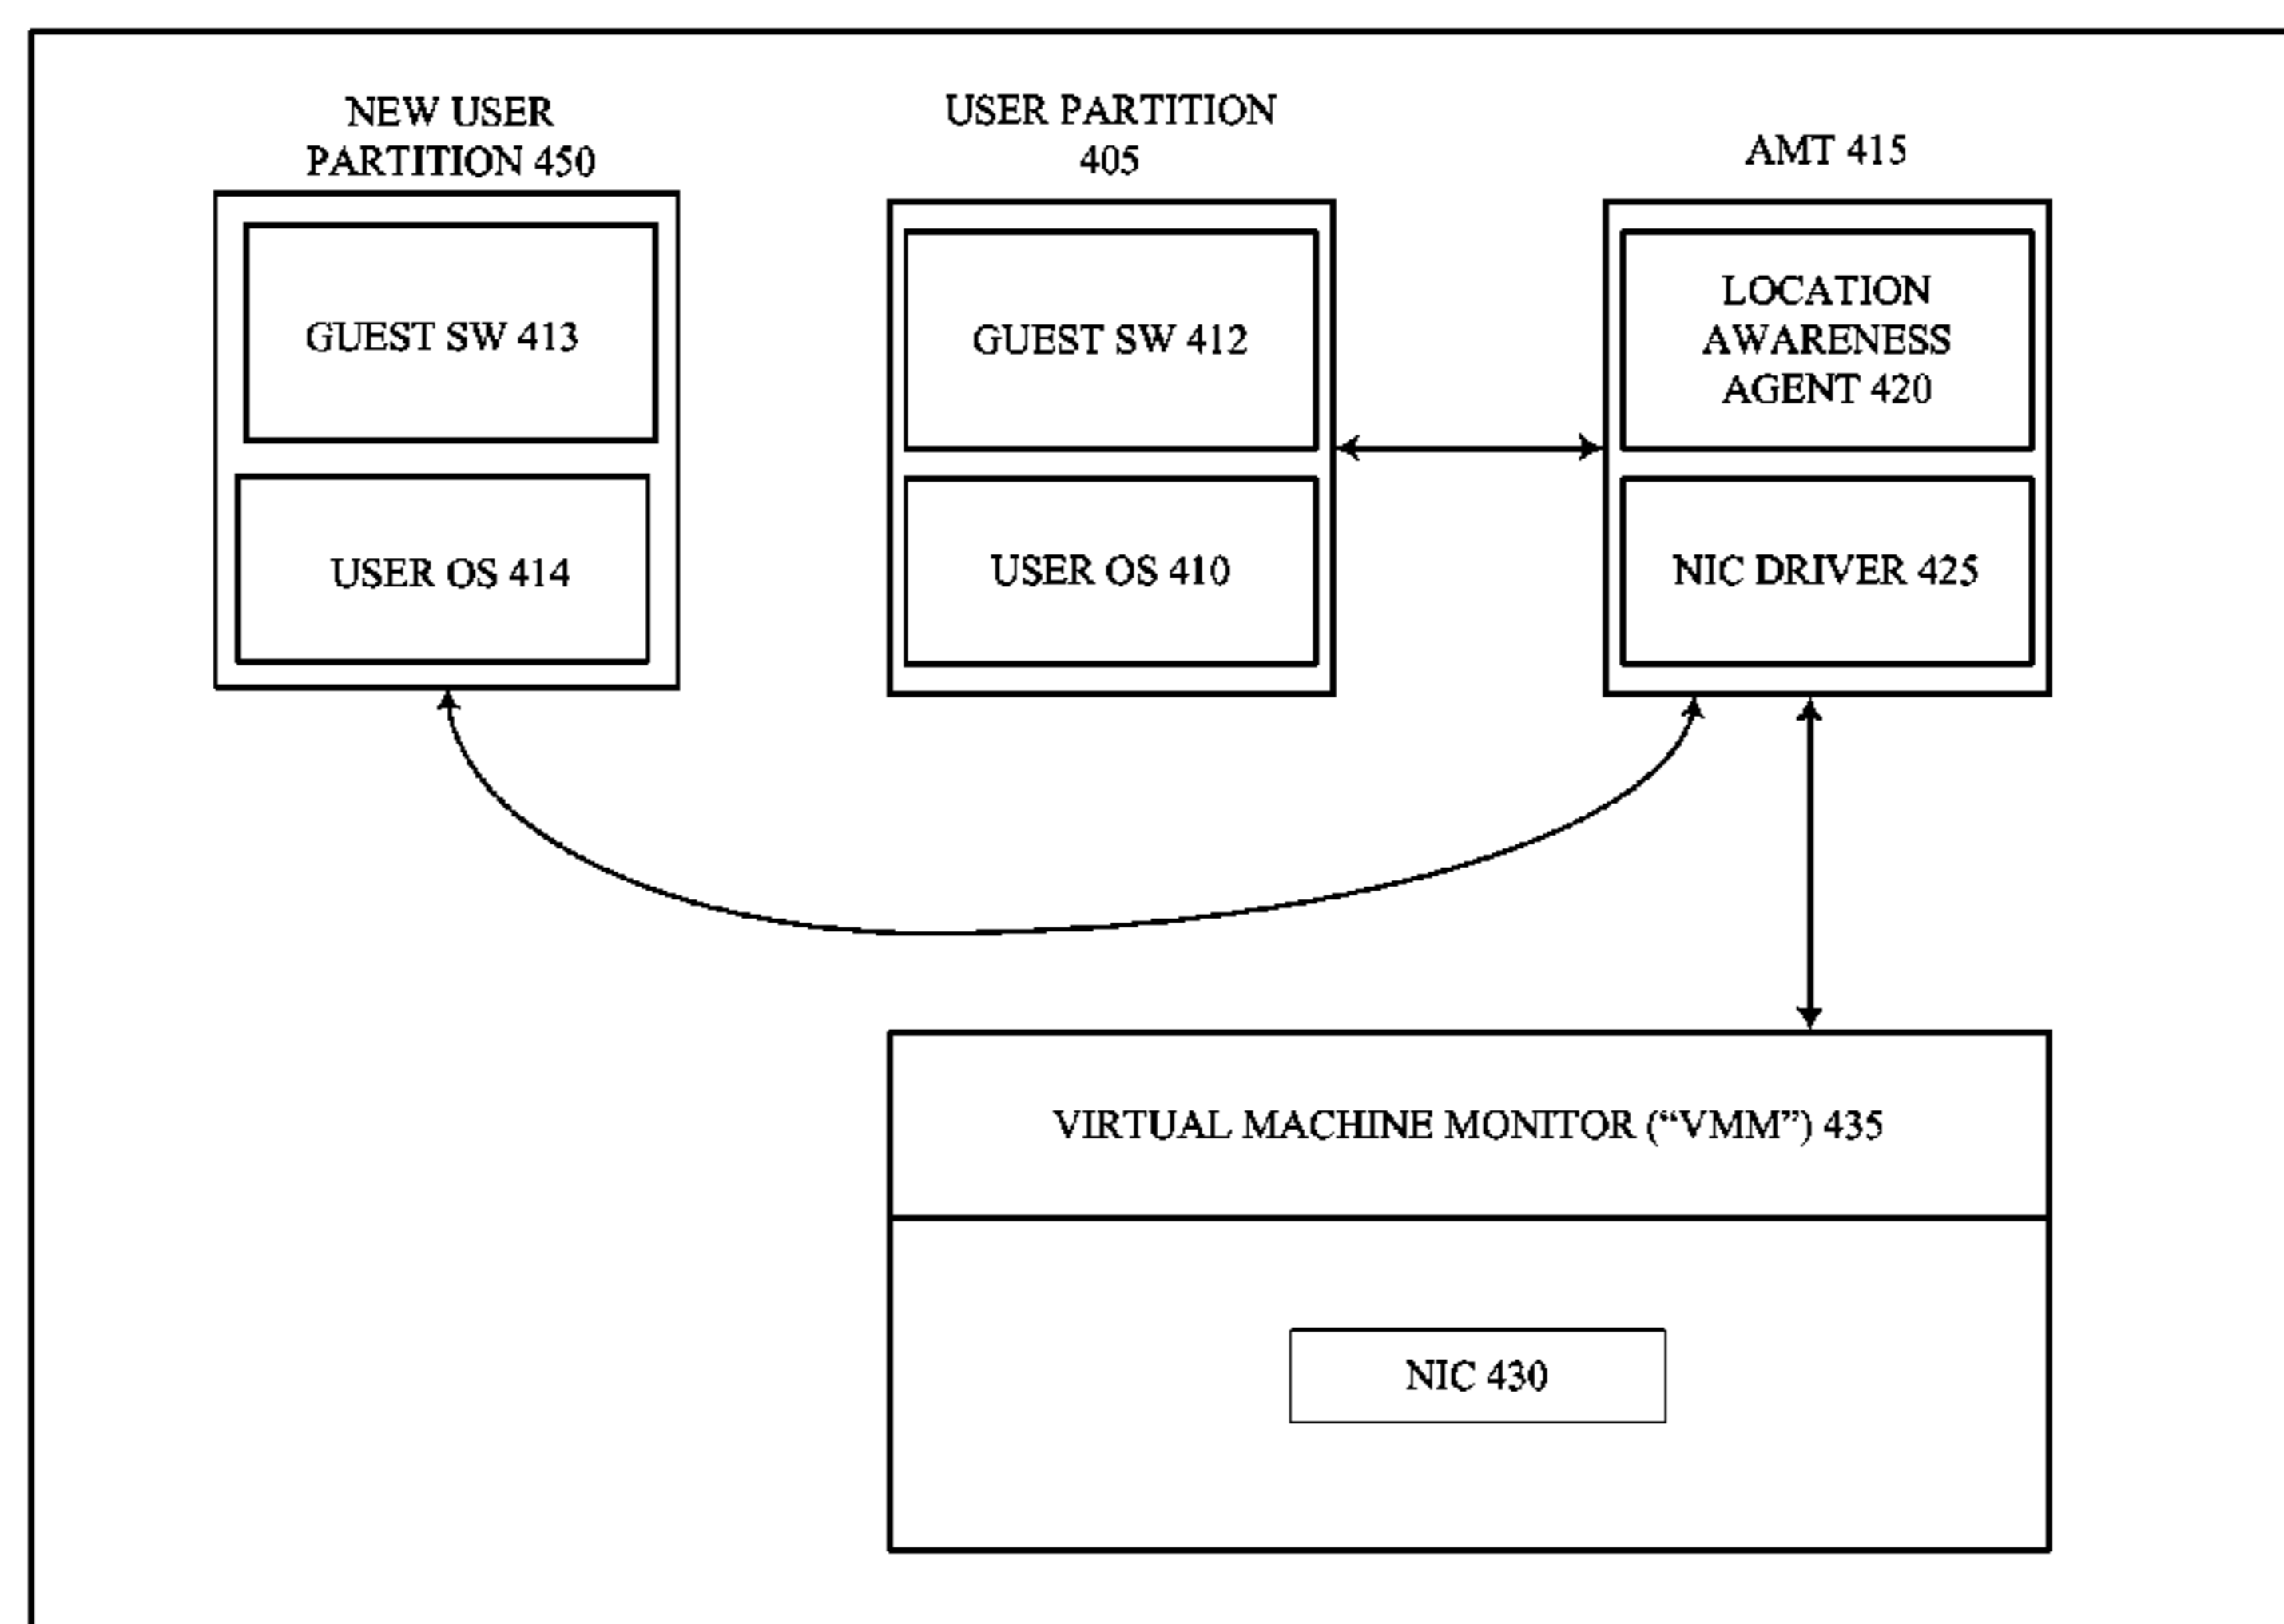 NEW USER
PARTITION 450
GUEST SW 413
USER OS 414
USER PARTITION
405
GUEST SW 412
USER OS 410
AMT 415
LOCATION
AWARENESS
AGENT 420
NIC DRIVER 425
VIRTUAL MACHINE MONITOR (“VMM”) 435
NIC 430